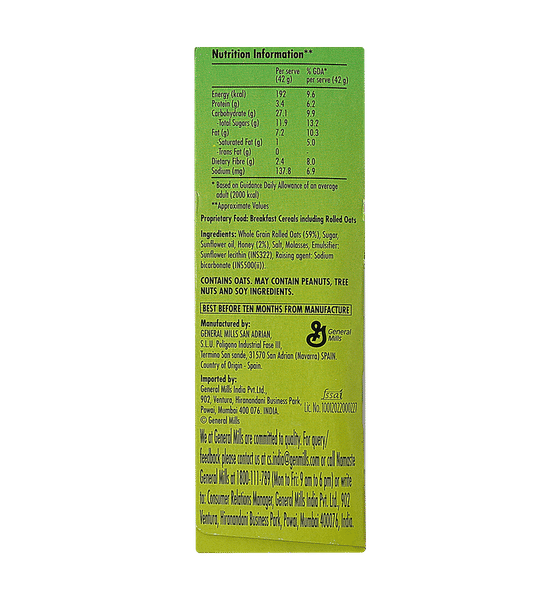 Nutrition Information**
Per serve % GDA*
(42 g) per serve (42 g)
Energy (kcal) 192 9.6
Protein (g) 3.4 6.2
Carbohydrate (g) 27.1 9.9
-Total Sugars (g) 11.9 13.2
Fat (g) 7.2 10.3
-Saturated Fat (g) 1 5.0
-Trans Fat (g) 0 -
Dietary Fibre (g) 2.4 8.0
Sodium (mg) 137.8 6.9
* Based on Guidance Daily Allowance of an average
adult (2000 kcal)
**Approximate Values
Proprietary Food: Breakfast Cereals including Rolled Oats
Ingredients: Whole Grain Rolled Oats (59%), Sugar,
Sunflower oil, Honey (2%), Salt, Molasses, Emulsifier:
Sunflower lecithin (INS322), Raising agent: Sodium
bicarbonate (INS500(ii)).
CONTAINS OATS. MAY CONTAIN PEANUTS, TREE
NUTS AND SOY INGREDIENTS.
BEST BEFORE TEN MONTHS FROM MANUFACTURE
Manufactured by:
GENERAL MILLS SAN ADRIAN,
S.L.U. Poligono Industrial Fase III,
Termino San sande, 31570 San Adrian (Navarra) SPAIN.
Country of Origin - Spain.
General
Mills
Imported by:
General Mills India Pvt.Ltd.,
902, Ventura, Hiranandani Business Park,
Powai, Mumbai 400 076. INDIA.
© General Mills
fssai
Lic. No. 10012022000027
We at General Mills are committed to quality. For query/
feedback please contact us at cs.india@genmills.com or call Namaste
General Mills at 1800-111-789 (Mon to Fri: 9 am to 6 pm) or write
to: Consumer Relations Manager, General Mills India Pvt. Ltd., 902
Ventura, Hiranandani Business Park, Powai, Mumbai 400076, India.